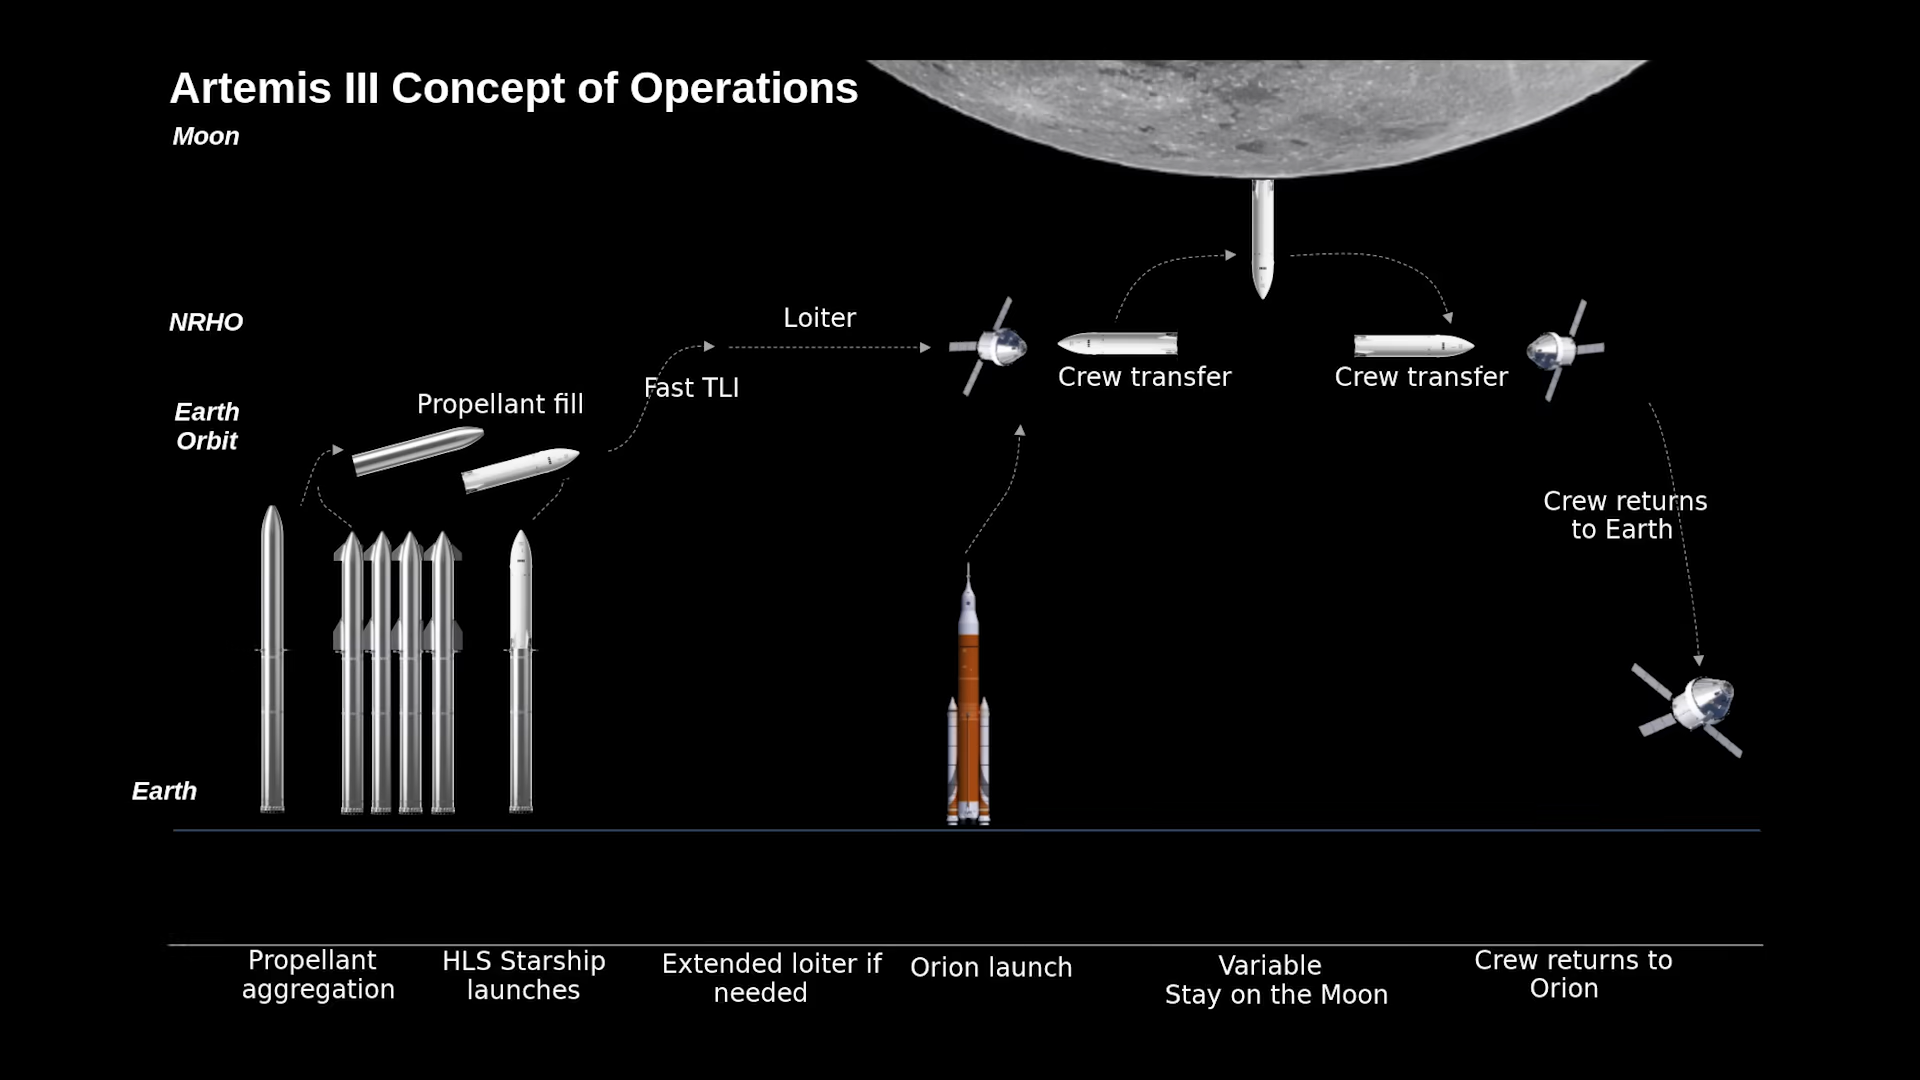 Artemis III Concept of Operations
Moon
NRHO
Loiter
Crew transfer
Crew transfer
Fast TLI
Propellant fill
Earth
Orbit
Crew returns
to Earth
Earth
Propellant
aggregation
HLS Starship
launches
Extended loiter if
needed
Orion launch
Variable
Stay on the Moon
Crew returns to
Orion